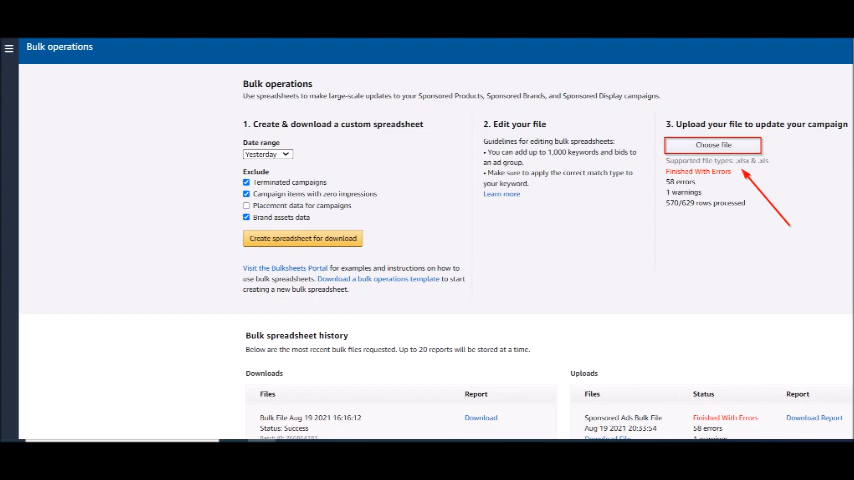 Bulk operations
Bulk operations
Use spreadsheets to make large-scale updates to your Sponsored Products, Sponsored Brands, and Sponsored Display campaigns.
1. Create & download a custom spreadsheet
Date range
Yesterday
Exclude
Terminated campaigns
Campaign items with zero impressions
Placement data for campaigns
Brand assets data
Create spreadsheet for download
Visit the Bulksheets Portal for examples and instructions on how to
use bulk spreadsheets. Download a bulk operations template to start
creating a new bulk spreadsheet.
2. Edit your file
Guidelines for editing bulk spreadsheets:
• You can add up to 1,000 keywords and bids to
an ad group.
• Make sure to apply the correct match type to
your keyword.
Learn more
3. Upload your file to update your campaign
Choose file
Supported file types: .xlsx & .xls
Finished With Errors
58 errors
1 warnings
570/629 rows processed
Bulk spreadsheet history
Below are the most recent bulk files requested. Up to 20 reports will be stored at a time.
Downloads
Files Report
Bulk File Aug 19 2021 16:16:12 Download
Status: Success
Uploads
Files Status Report
Sponsored Ads Bulk File Finished With Errors Download Report
Aug 19 2021 20:33:54 58 errors
Download File 1 warnings